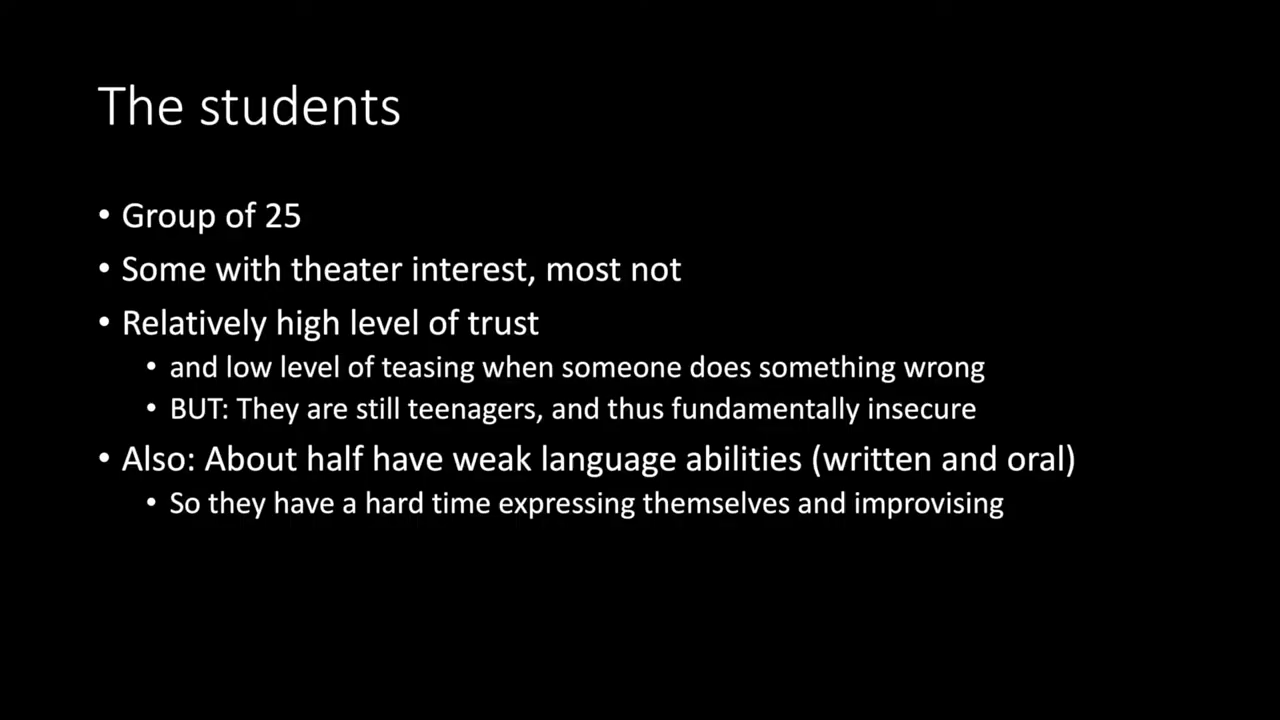 The students
• Group of 25
• Some with theater interest, most not
• Relatively high level of trust
• and low level of teasing when someone does something wrong
• BUT: They are still teenagers, and thus fundamentally insecure
• Also: About half have weak language abilities (written and oral)
• So they have a hard time expressing themselves and improvising